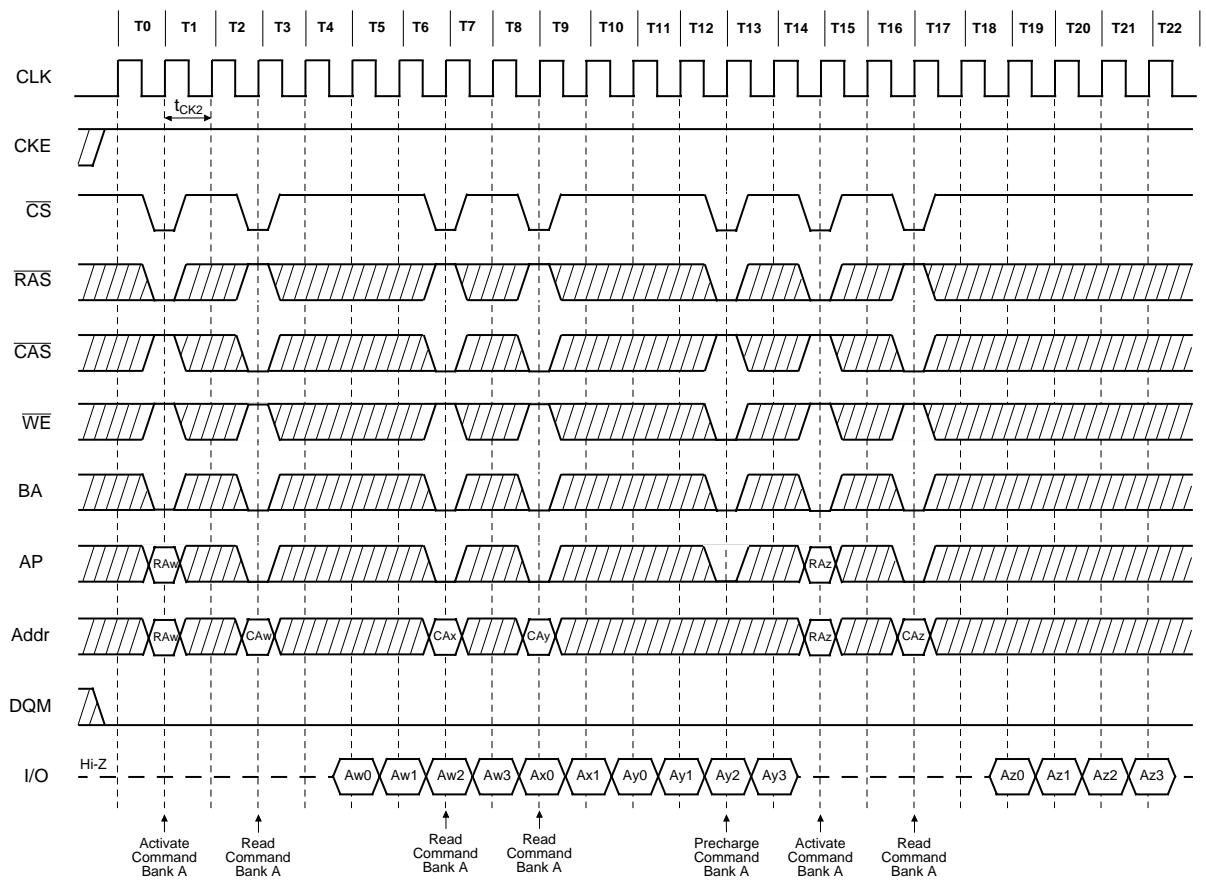 T0 T1 T2 T3 T4 T5 T6 T7 T8 T9 T10 T11 T12 T13 T14 T15 T16 T17 T18 T19 T20 T21 T22
CLK
tCK2
CKE
CS
RAS
CAS
WE
BA
AP
RAw RAz
Addr
RAw CAw CAx CAy RAz CAz
DQM
I/O
Hi-Z
Aw0 Aw1 Aw2 Aw3 Ax0 Ax1 Ay0 Ay1 Ay2 Ay3 Az0 Az1 Az2 Az3
Activate
Command
Bank A
Read
Command
Bank A
Read
Command
Bank A
Read
Command
Bank A
Precharge
Command
Bank A
Activate
Command
Bank A
Read
Command
Bank A